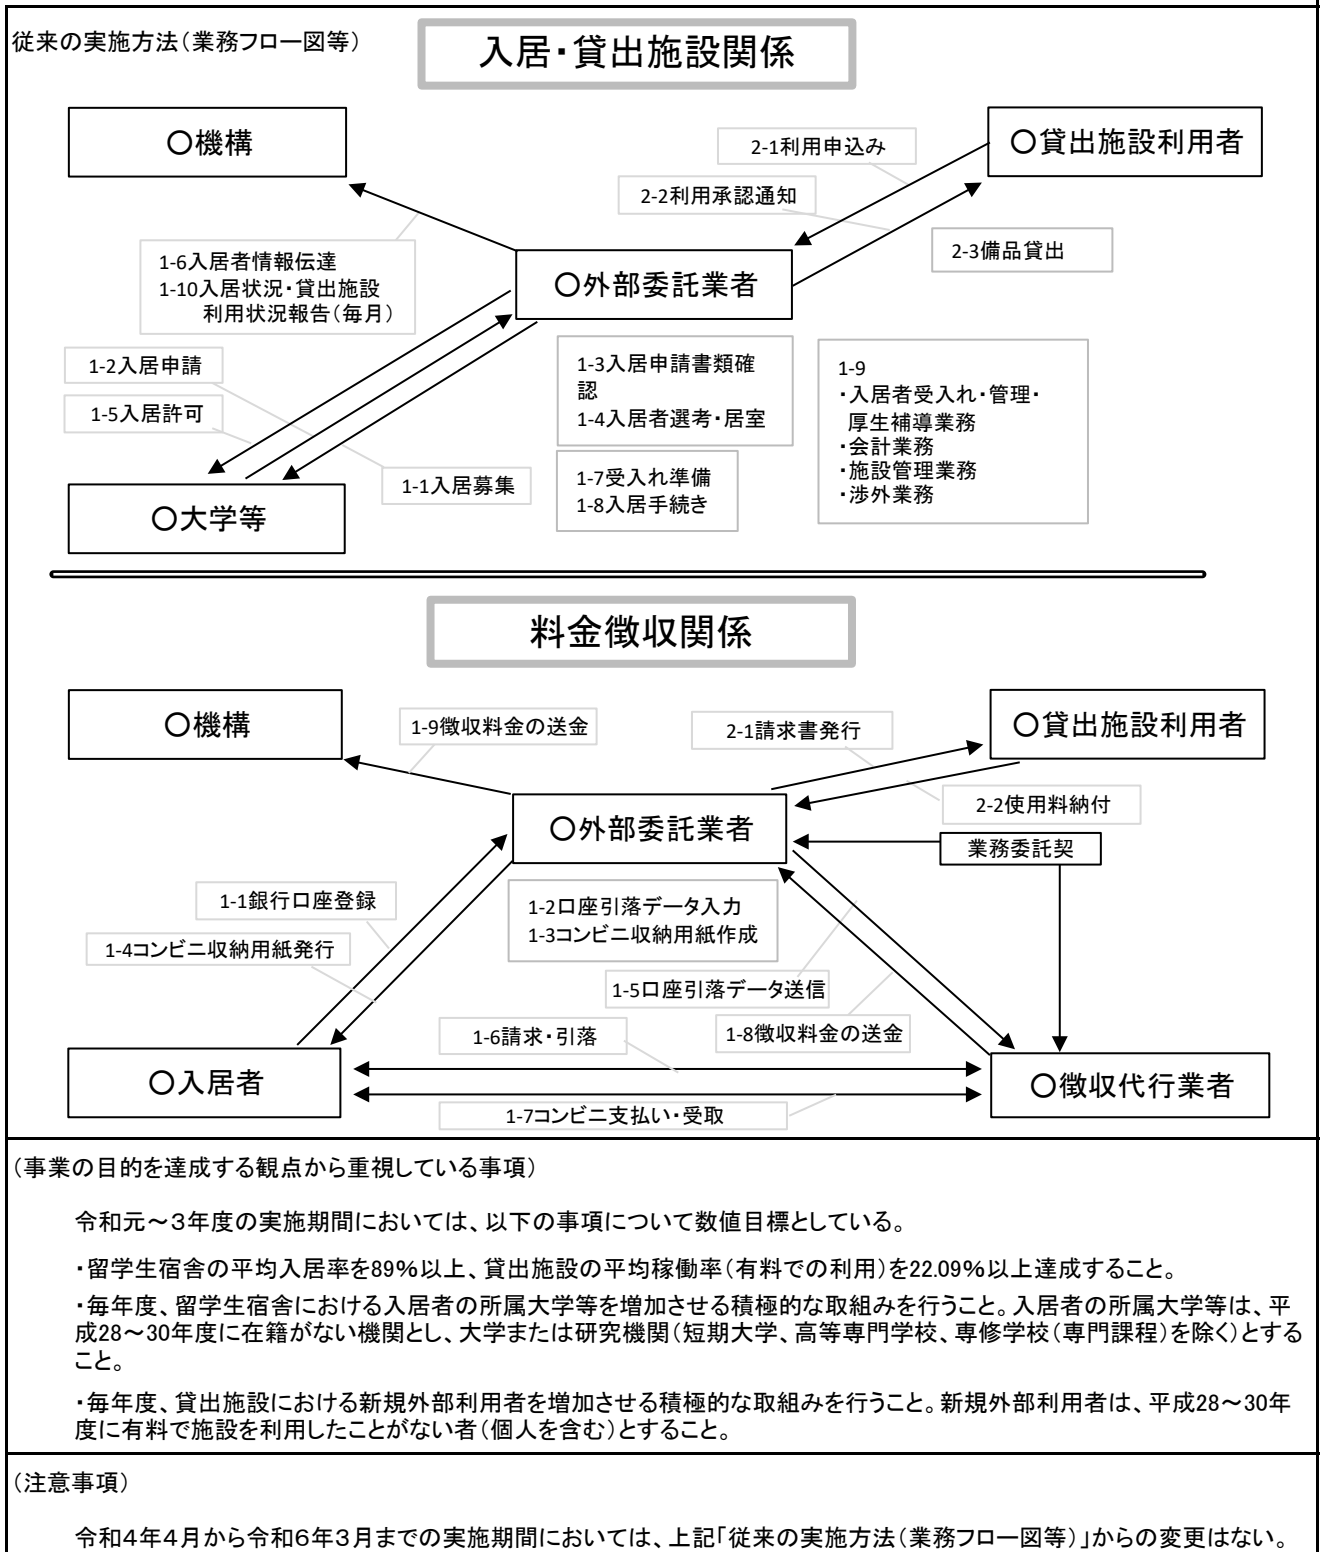 従来の実施方法（業務フロー図等）
入居・貸出施設関係
〇機構
〇貸出施設利用者
2-1利用申込み
2-2利用承認通知
2-3備品貸出
〇外部委託業者
1-6入居者情報伝達
1-10入居状況・貸出施設
利用状況報告（毎月）
1-2入居申請
1-5入居許可
1-1入居募集
1-3入居申請書類確
認
1-4入居者選考・居室
1-7受入れ準備
1-8入居手続き
1-9
・入居者受入れ・管理・
厚生補導業務
・会計業務
・施設管理業務
・渉外業務
〇大学等
料金徴収関係
〇機構
1-9徴収料金の送金
2-1請求書発行
〇貸出施設利用者
2-2使用料納付
〇外部委託業者
業務委託契
1-1銀行口座登録
1-4コンビニ収納用紙発行
1-2口座引落データ入力
1-3コンビニ収納用紙作成
1-5口座引落データ送信
1-6請求・引落
1-8徴収料金の送金
〇入居者
〇徴収代行業者
1-7コンビニ支払い・受取
（事業の目的を達成する観点から重視している事項）
令和元～３年度の実施期間においては、以下の事項について数値目標としている。
・留学生宿舎の平均入居率を89％以上、貸出施設の平均稼働率（有料での利用）を22.09％以上達成すること。
・毎年度、留学生宿舎における入居者の所属大学等を増加させる積極的な取組みを行うこと。入居者の所属大学等は、平
成28～30年度に在籍がない機関とし、大学または研究機関（短期大学、高等専門学校、専修学校（専門課程）を除く）とする
こと。
・毎年度、貸出施設における新規外部利用者を増加させる積極的な取組みを行うこと。新規外部利用者は、平成28～30年
度に有料で施設を利用したことがない者（個人を含む）とすること。
（注意事項）
令和４年４月から令和６年３月までの実施期間においては、上記「従来の実施方法（業務フロー図等）」からの変更はない。